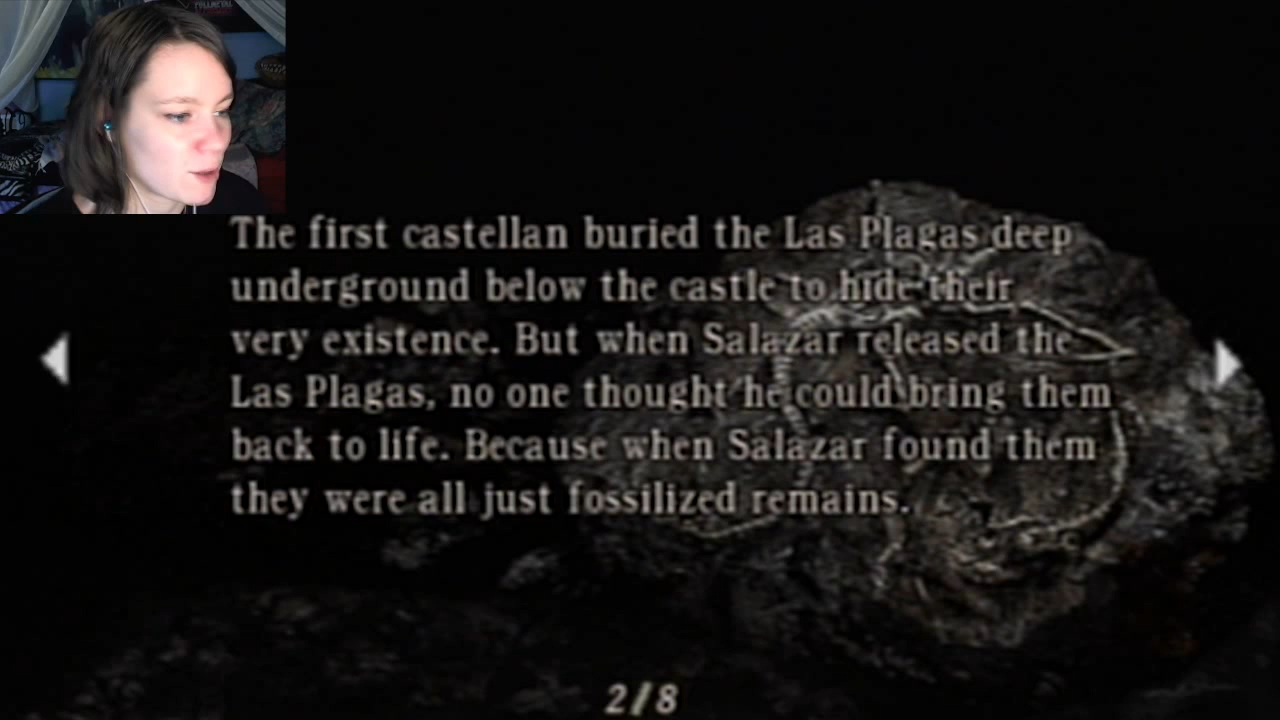 FULLMETAL
The first castellan buried the Las Plagas deep
underground below the castle to hide their
very existence. But when Salazar released the
Las Plagas, no one thought he could bring them
back to life. Because when Salazar found them
they were all just fossilized remains.
2/8